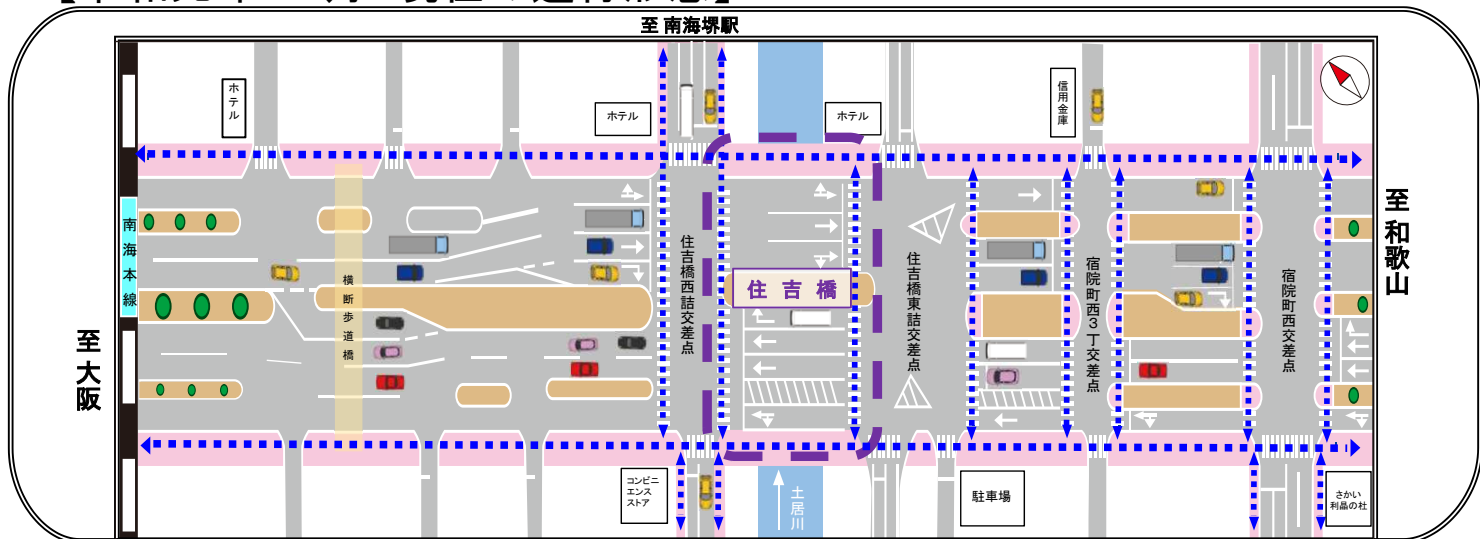 至 南海堺駅
ホテル
ホテル
ホテル
信用金庫
至 和歌山
南海本線
横断歩道橋
住吉橋西詰交差点
住 吉 橋
住吉橋東詰交差点
宿院町西3丁交差点
宿院町西交差点
至 大阪
コンビニ
エンス
ストア
土居川
駐車場
さかい
利晶の杜